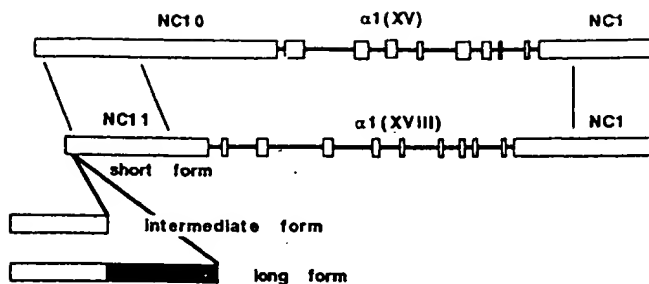 NC10 α1(XV) NC1
NC11 α1(XVIII) NC1
short form
intermediate form
long form